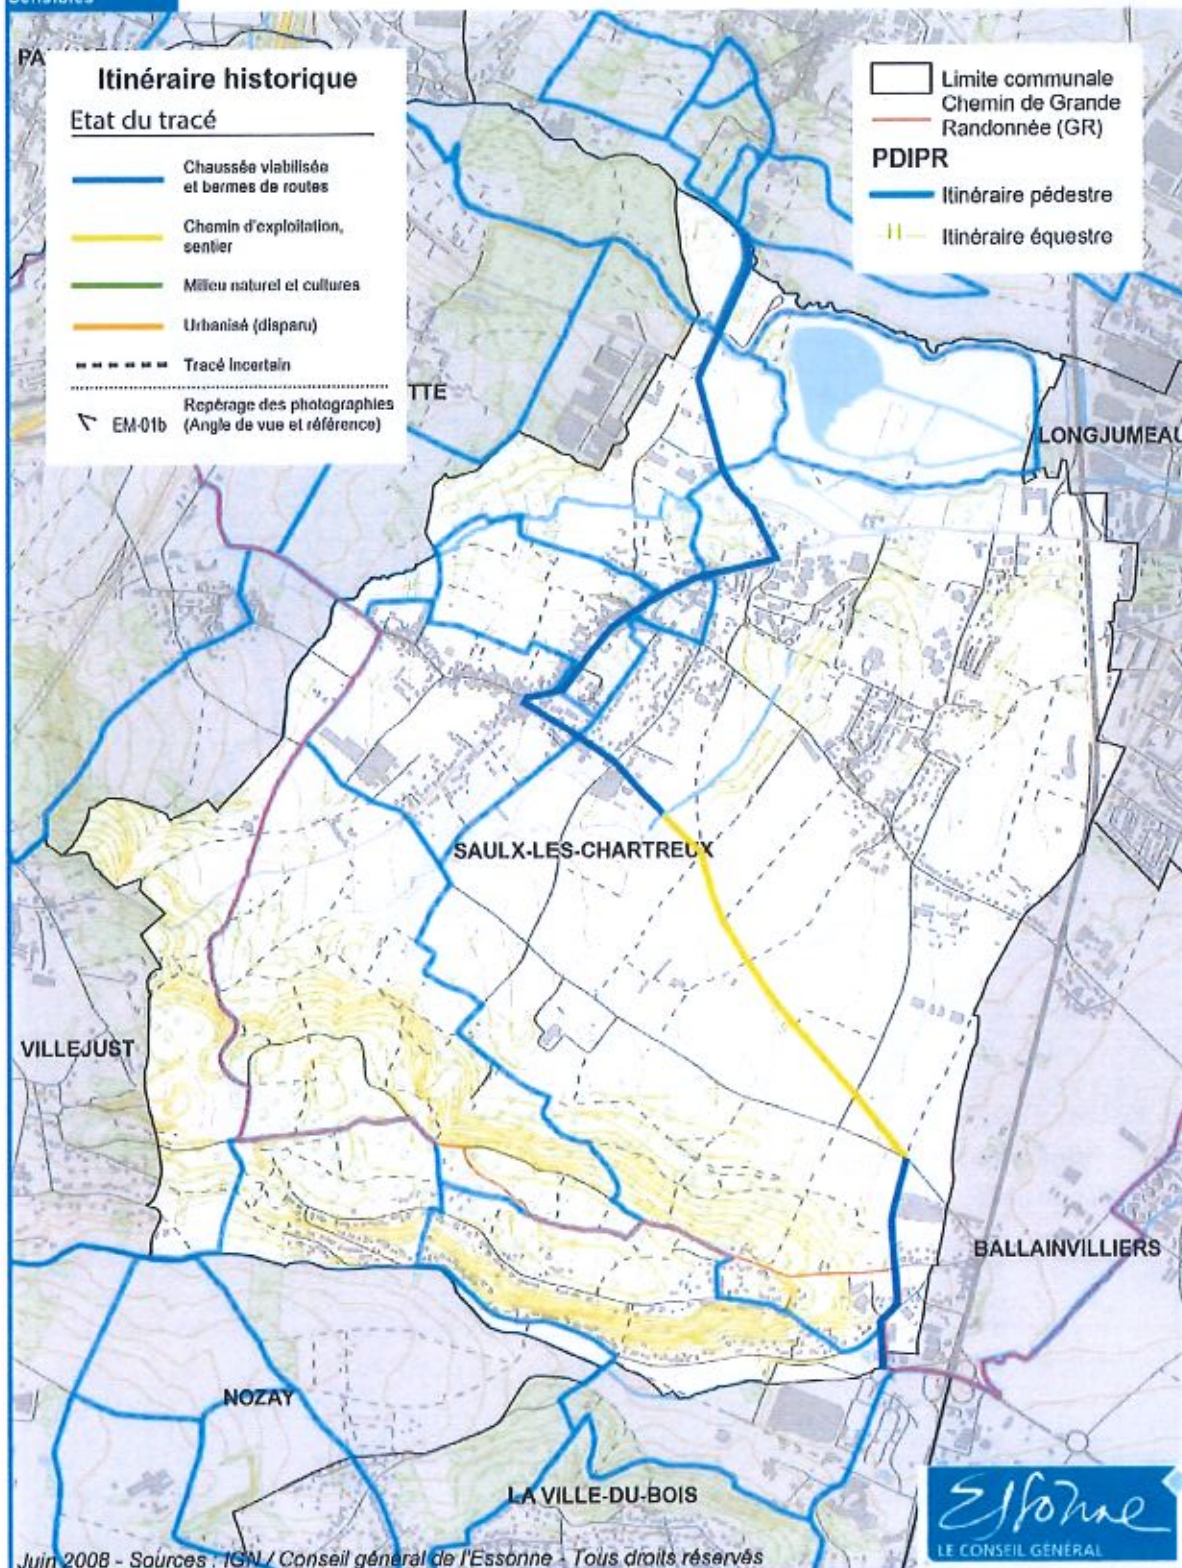 Sensibles
Itinéraire historique
Etat du tracé
Chaussée viabilisée
et bermes de routes
Chemin d'exploitation,
sentier
Milieu naturel et cultures
Urbanisé (disparu)
Tracé Incertain
EM-01b
Repérage des photographies
(Angle de vue et référence)
Limite communale
Chemin de Grande
Randonnée (GR)
PDIPR
Itinéraire pédestre
Itinéraire équestre
LONGJUMEAU
SAULX-LES-CHARTREUX
VILLEJUST
BALLAINVILLIERS
NOZAY
LA VILLE-DU-BOIS
Essonne
LE CONSEIL GÉNÉRAL
Juin 2008 - Sources : IGN / Conseil général de l'Essonne - Tous droits réservés